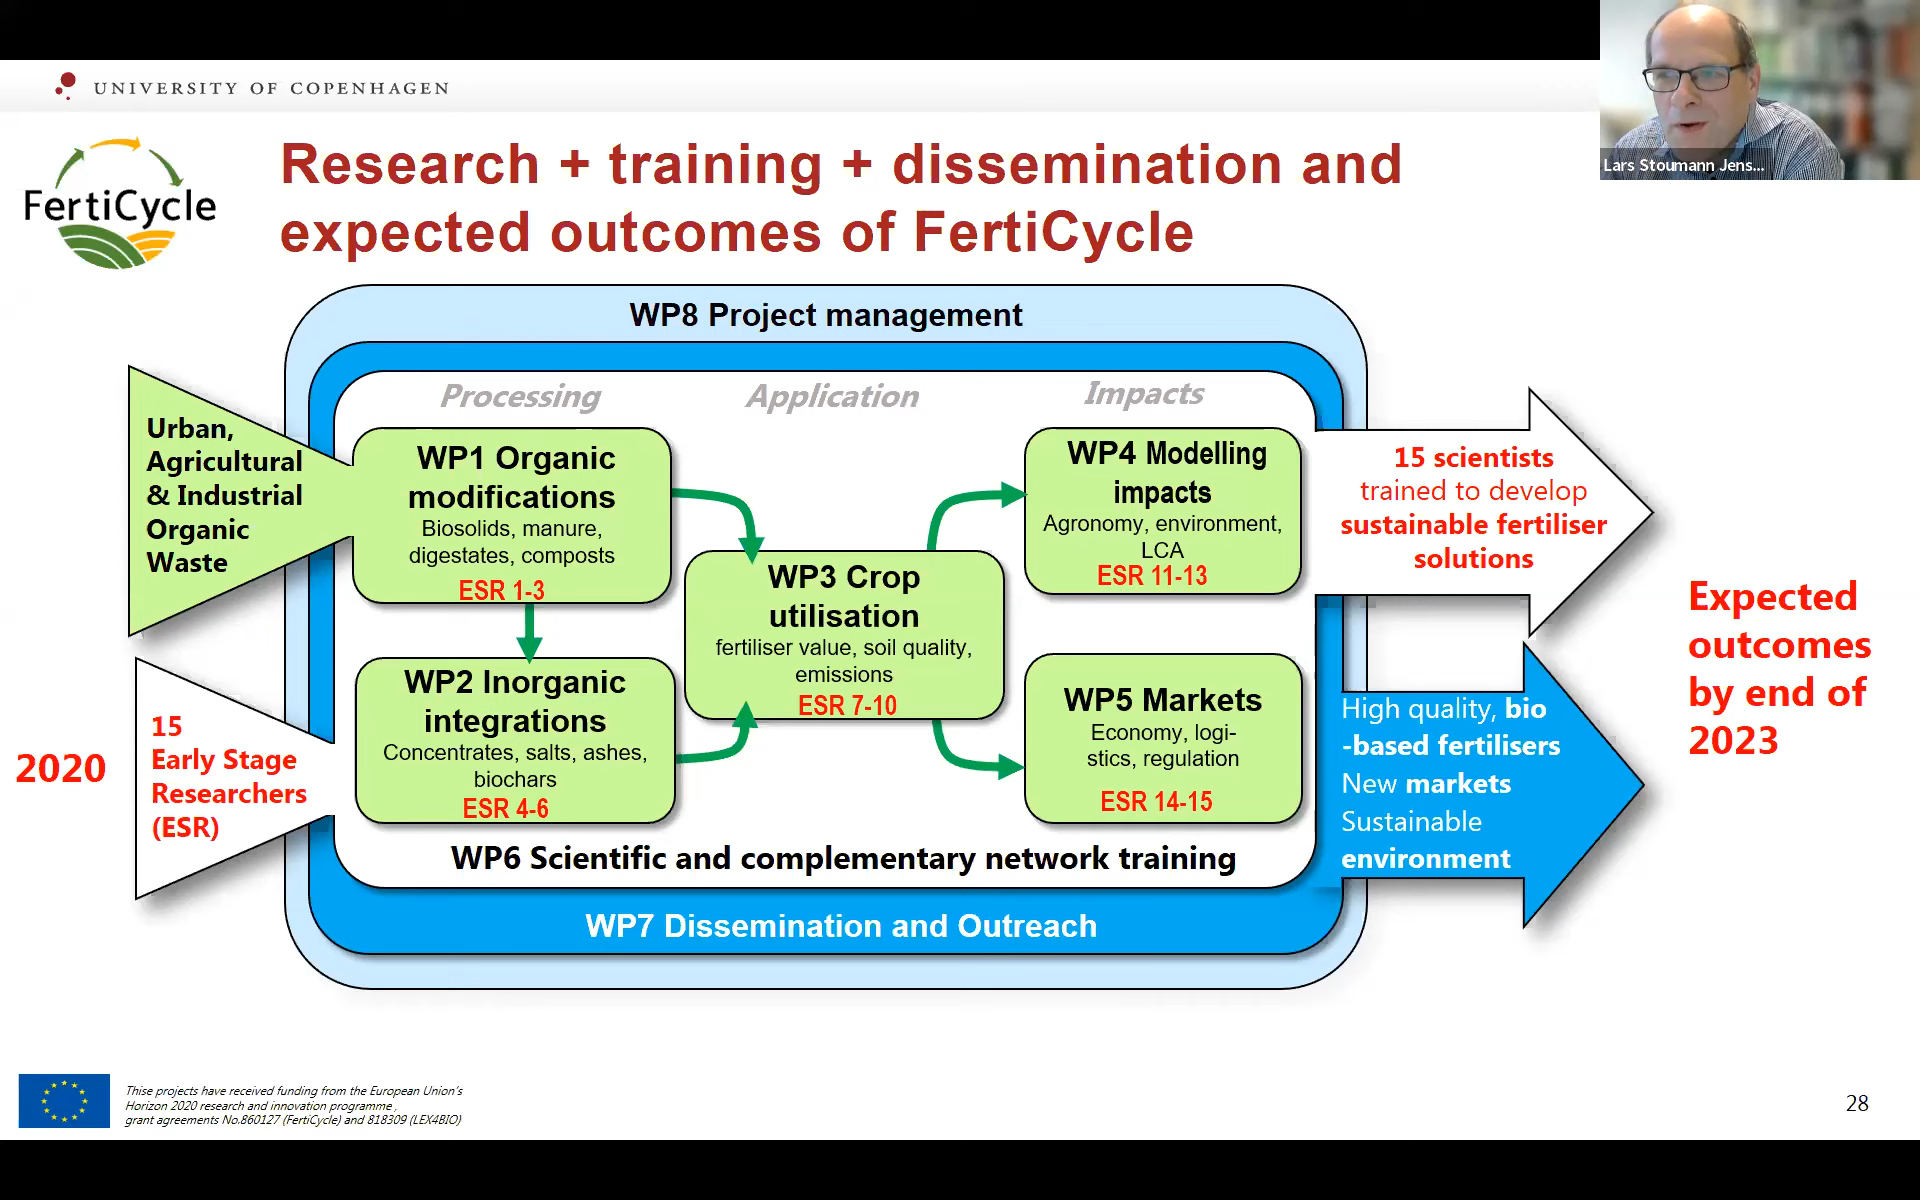 UNIVERSITY OF COPENHAGEN
Lars Stoumann Jens...
FertiCycle
Research + training + dissemination and
expected outcomes of FertiCycle
WP8 Project management
Processing
Application
Impacts
Urban,
Agricultural
& Industrial
Organic
Waste
WP1 Organic
modifications
Biosolids, manure,
digestates, composts
ESR 1-3
WP2 Inorganic
integrations
Concentrates, salts, ashes,
biochars
ESR 4-6
WP3 Crop
utilisation
fertiliser value, soil quality,
emissions
ESR 7-10
WP4 Modelling
impacts
Agronomy, environment,
LCA
ESR 11-13
WP5 Markets
Economy, logi-
stics, regulation
ESR 14-15
15 scientists
trained to develop
sustainable fertiliser
solutions
Expected
outcomes
by end of
2023
2020
15
Early Stage
Researchers
(ESR)
High quality, bio
-based fertilisers
New markets
Sustainable
environment
WP6 Scientific and complementary network training
WP7 Dissemination and Outreach
Thise projects have received funding from the European Union's
Horizon 2020 research and innovation programme ,
grant agreements No.860127 (FertiCycle) and 818309 (LEX4BIO)
28